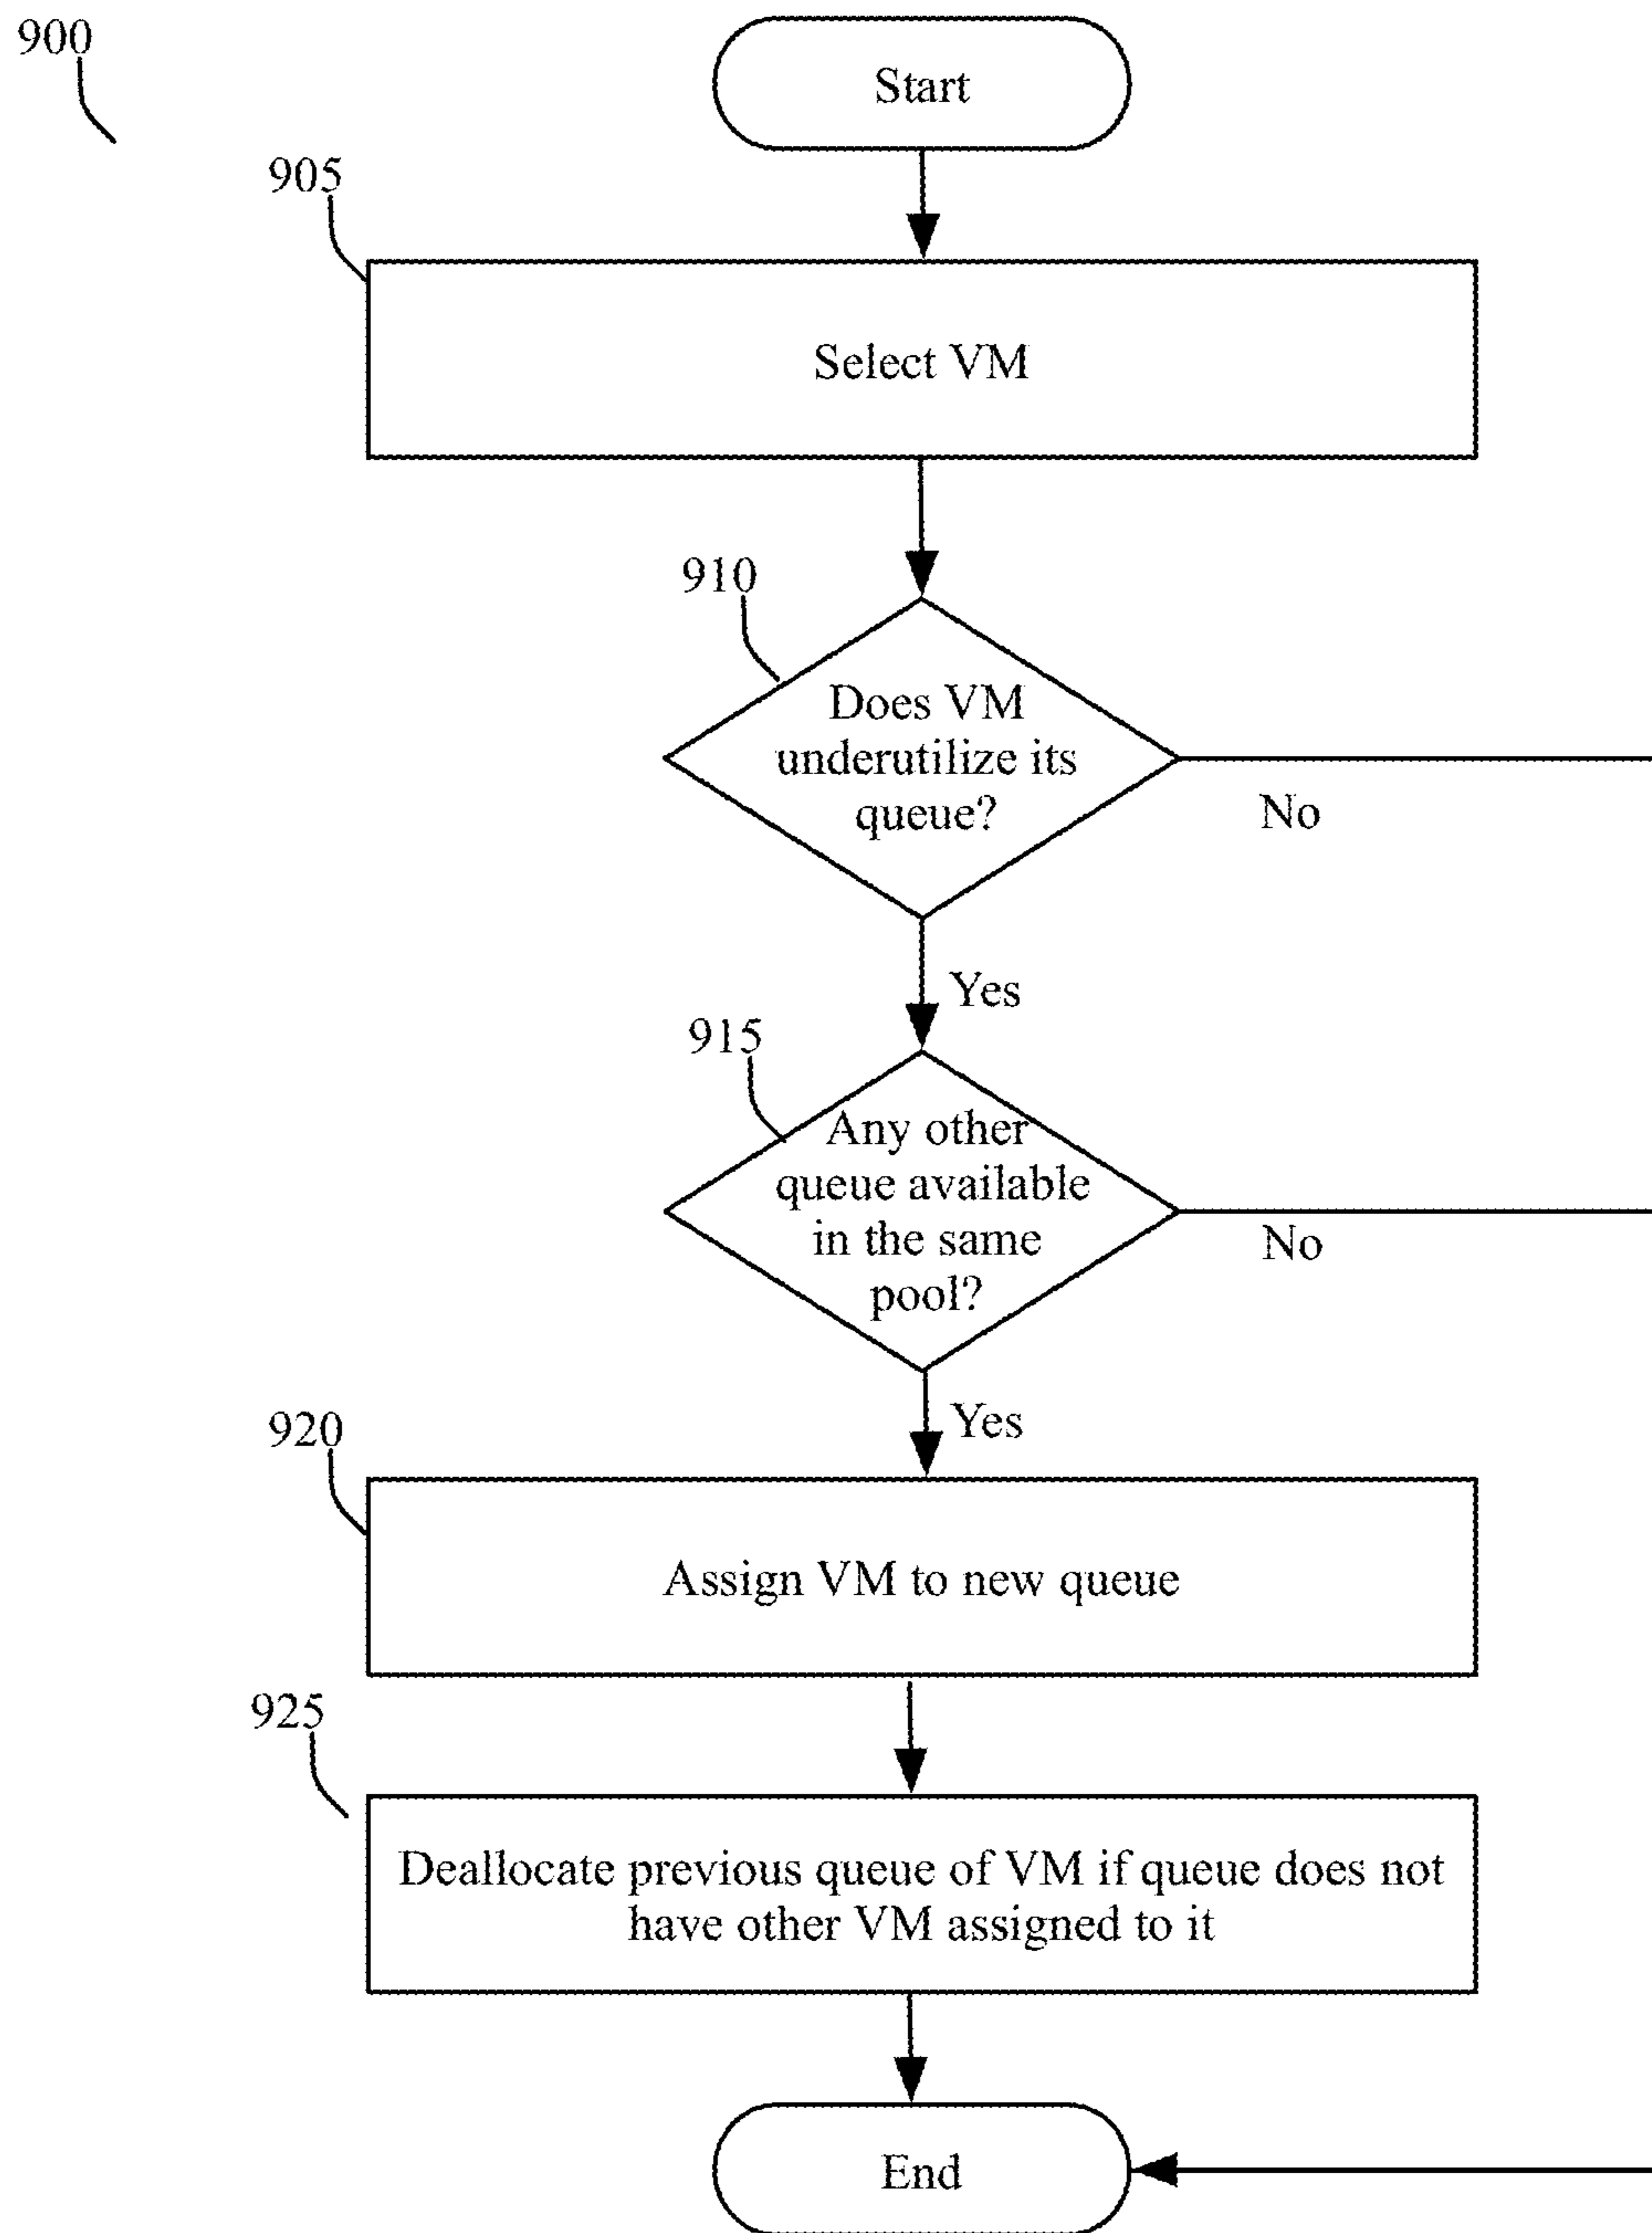 900
Start
905
Select VM
910
Does VM
underutilize its
queue?
No
Yes
915
Any other
queue available
in the same
pool?
No
Yes
920
Assign VM to new queue
925
Deallocate previous queue of VM if queue does not
have other VM assigned to it
End